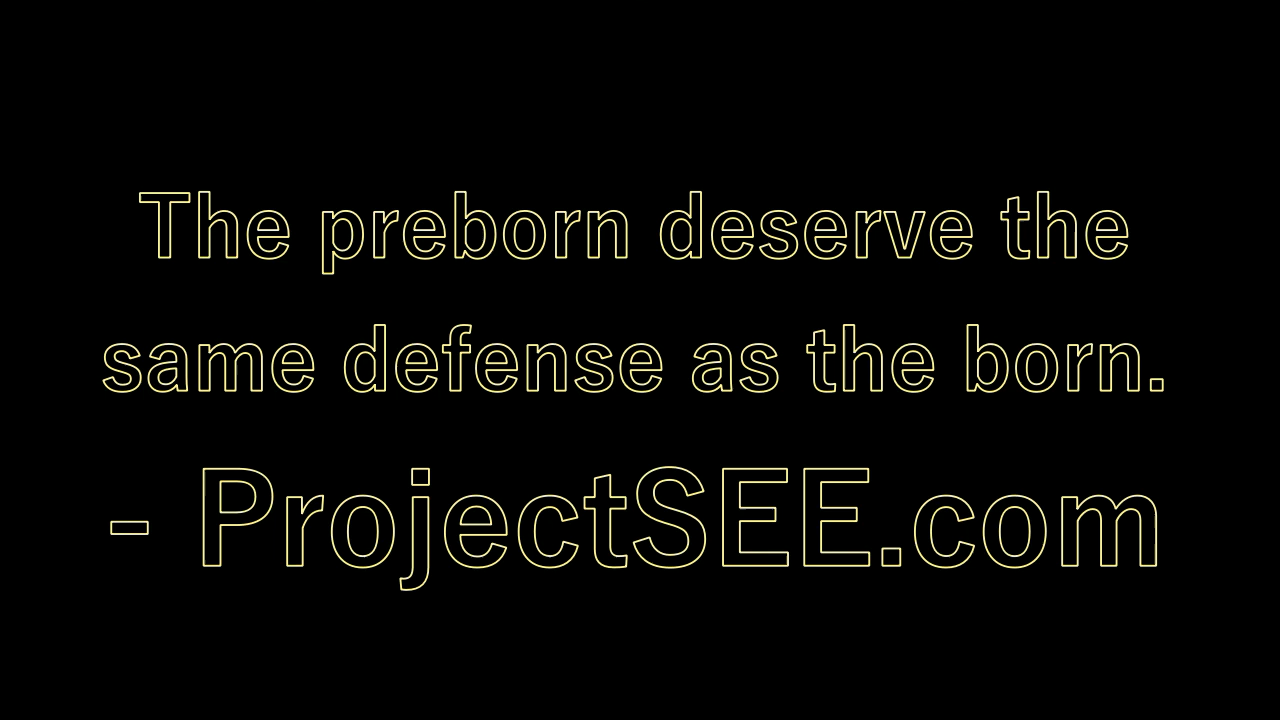 The preborn deserve the
same defense as the born.
- ProjectSEE.com